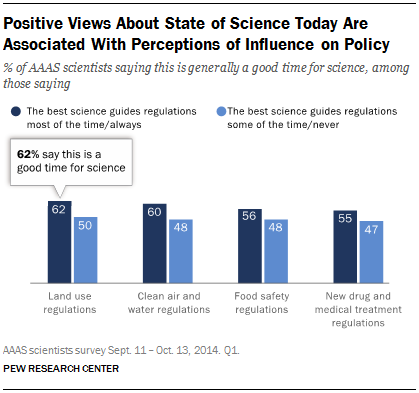 Positive Views About State of Science Today Are
Associated With Perceptions of Influence on Policy
% of AAAS scientists saying this is generally a good time for science, among
those saying
The best science guides regulations
most of the time/always
The best science guides regulations
some of the time/never
62% say this is a
good time for science
62
50
60
48
56
48
55
47
Land use
regulations
Clean air and
water regulations
Food safety
regulations
New drug and
medical treatment
regulations
AAAS scientists survey Sept. 11 – Oct. 13, 2014. Q1.
PEW RESEARCH CENTER